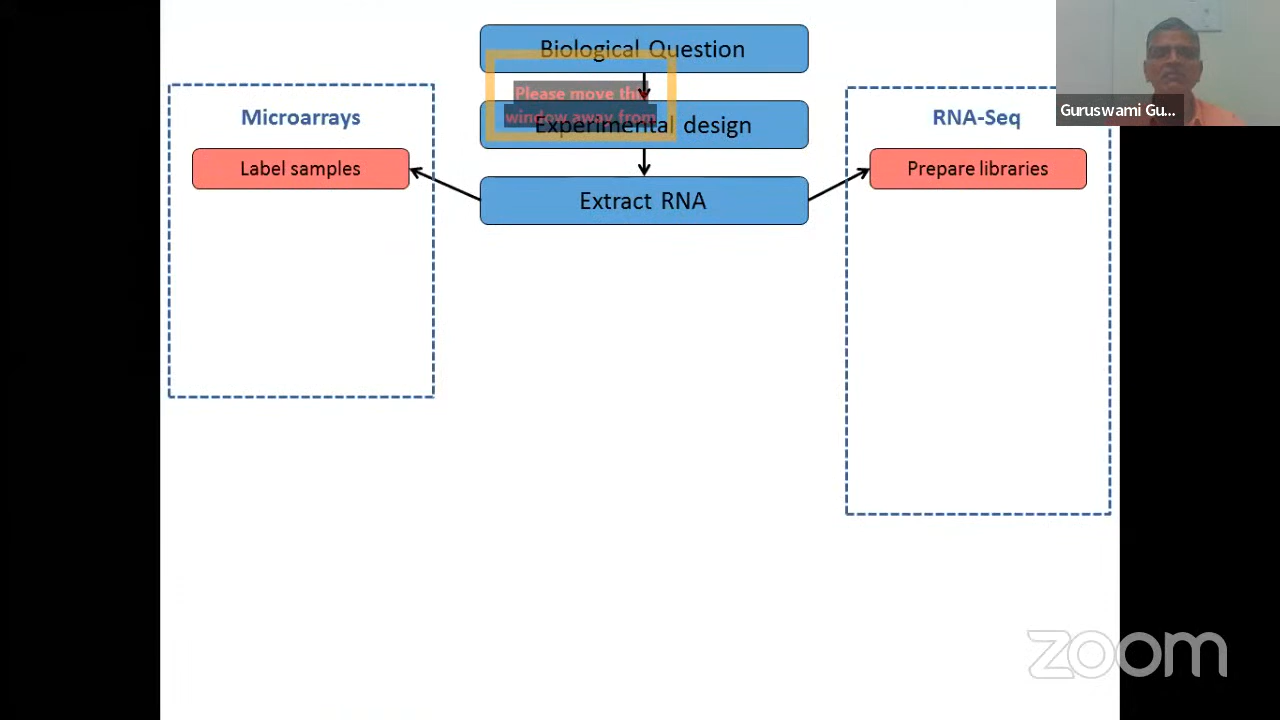 Biological Question
Please move this
window away from
Experimental design
Extract RNA
Microarrays
Label samples
RNA-Seq
Prepare libraries
Guruswami Gu...
zoom